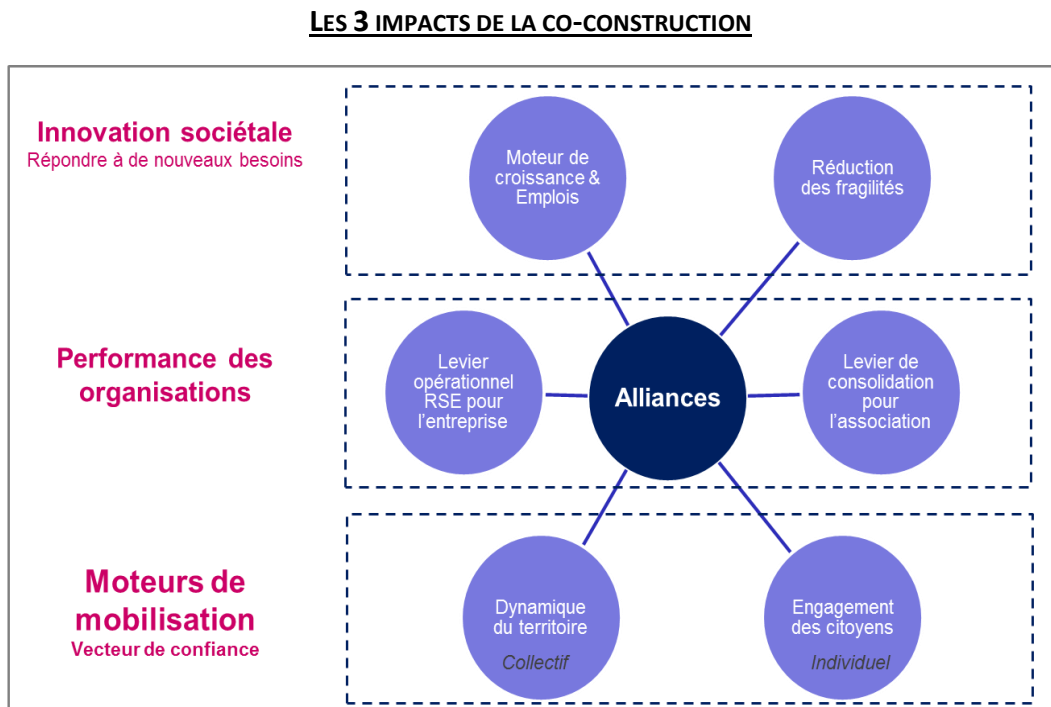 LES 3 IMPACTS DE LA CO-CONSTRUCTION
Innovation sociétale
Répondre à de nouveaux besoins
Moteur de
croissance &
Emplois
Réduction
des fragilités
Performance des
organisations
Levier
opérationnel
RSE pour
l'entreprise
Alliances
Levier de
consolidation
pour
l'association
Moteurs de
mobilisation
Vecteur de confiance
Dynamique
du territoire
Collectif
Engagement
des citoyens
Individuel